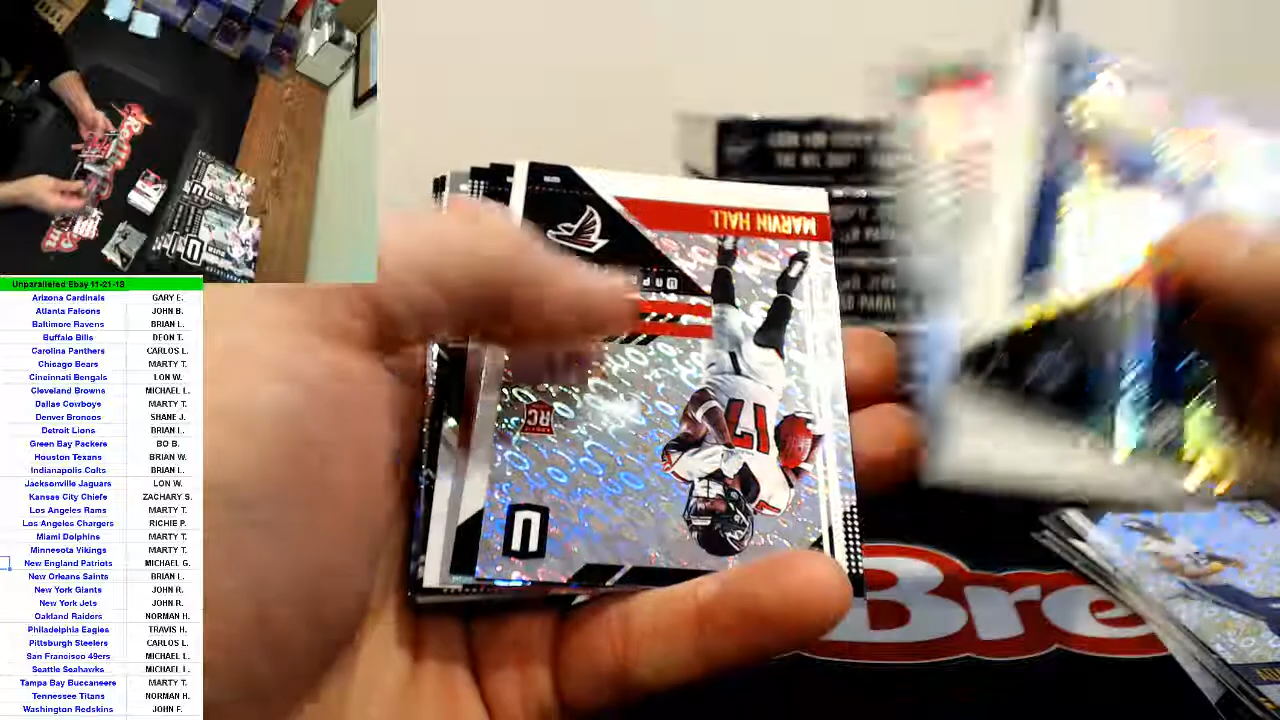 Unparalleled Ebay 11-21-18
Arizona Cardinals GARY E.
Atlanta Falcons JOHN B.
Baltimore Ravens BRIAN L.
Buffalo Bills DEON T.
Carolina Panthers CARLOS L.
Chicago Bears MARTY T.
Cincinnati Bengals LON W.
Cleveland Browns MICHAEL L.
Dallas Cowboys MARTY T.
Denver Broncos SHANE J.
Detroit Lions BRIAN L.
Green Bay Packers BO B.
Houston Texans BRIAN W.
Indianapolis Colts BRIAN L.
Jacksonville Jaguars LON W.
Kansas City Chiefs ZACHARY S.
Los Angeles Rams MARTY T.
Los Angeles Chargers RICHIE P.
Miami Dolphins MARTY T.
Minnesota Vikings MARTY T.
New England Patriots MICHAEL G.
New Orleans Saints BRIAN L.
New York Giants JOHN R.
New York Jets JOHN R.
Oakland Raiders NORMAN H.
Philadelphia Eagles TRAVIS H.
Pittsburgh Steelers CARLOS L.
San Francisco 49ers MICHAEL L.
Seattle Seahawks MICHAEL L.
Tampa Bay Buccaneers MARTY T.
Tennessee Titans NORMAN H.
Washington Redskins JOHN F.
MARVIN HALL
17
RC
U
Bre